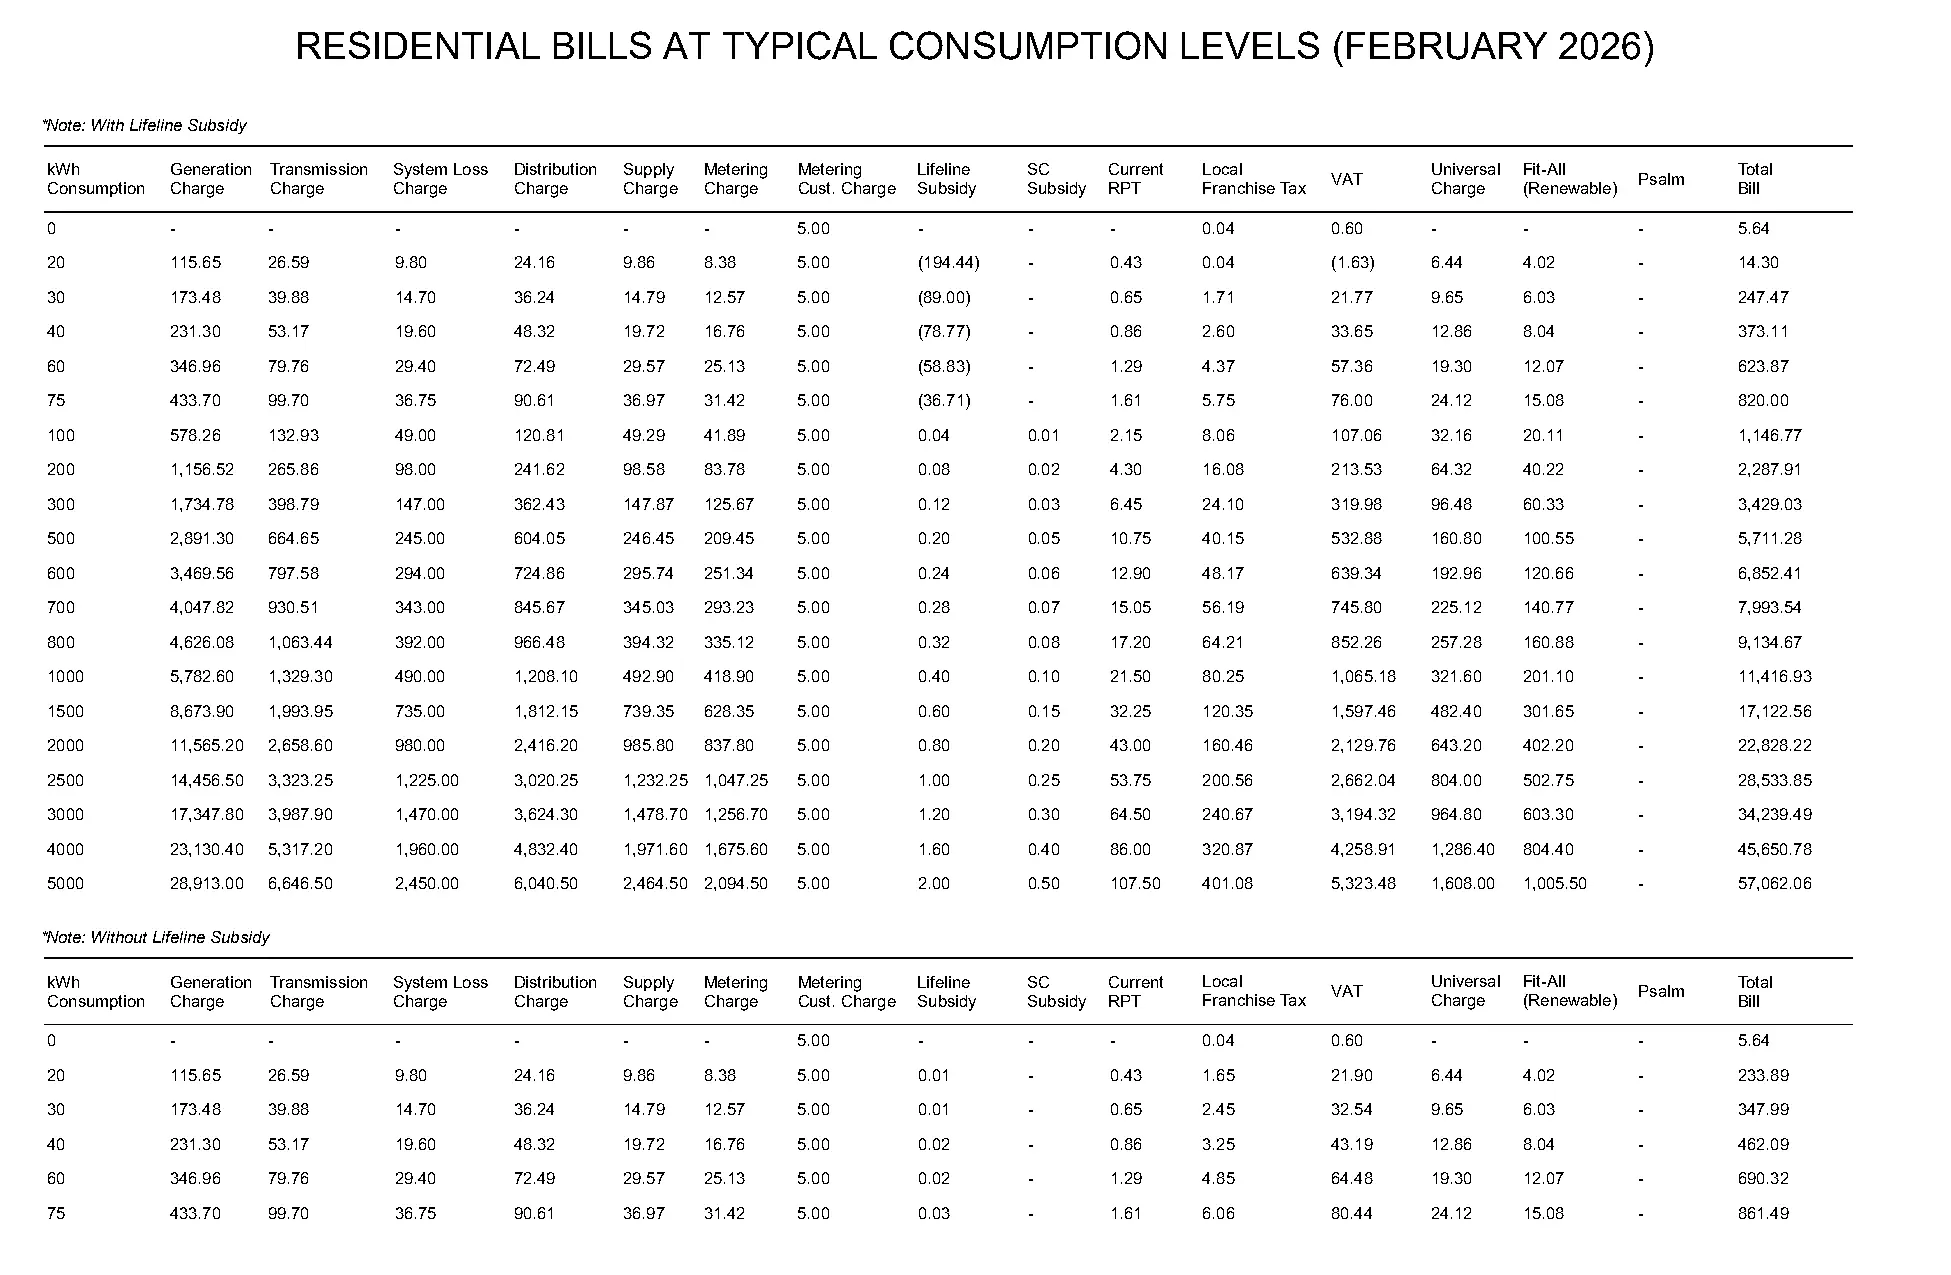 RESIDENTIAL BILLS AT TYPICAL CONSUMPTION LEVELS (FEBRUARY 2026)
*Note: With Lifeline Subsidy
kWh Consumption Generation Charge Transmission Charge System Loss Charge Distribution Charge Supply Charge Metering Charge Metering Cust. Charge Lifeline Subsidy SC Subsidy Current RPT Local Franchise Tax VAT Universal Charge Fit-All (Renewable) Psalm Total Bill
0 - - - - - - 5.00 - - - 0.04 0.60 - - - 5.64
20 115.65 26.59 9.80 24.16 9.86 8.38 5.00 (194.44) - 0.43 0.04 (1.63) 6.44 4.02 - 14.30
30 173.48 39.88 14.70 36.24 14.79 12.57 5.00 (89.00) - 0.65 1.71 21.77 9.65 6.03 - 247.47
40 231.30 53.17 19.60 48.32 19.72 16.76 5.00 (78.77) - 0.86 2.60 33.65 12.86 8.04 - 373.11
60 346.96 79.76 29.40 72.49 29.57 25.13 5.00 (58.83) - 1.29 4.37 57.36 19.30 12.07 - 623.87
75 433.70 99.70 36.75 90.61 36.97 31.42 5.00 (36.71) - 1.61 5.75 76.00 24.12 15.08 - 820.00
100 578.26 132.93 49.00 120.81 49.29 41.89 5.00 0.04 0.01 2.15 8.06 107.06 32.16 20.11 - 1,146.77
200 1,156.52 265.86 98.00 241.62 98.58 83.78 5.00 0.08 0.02 4.30 16.08 213.53 64.32 40.22 - 2,287.91
300 1,734.78 398.79 147.00 362.43 147.87 125.67 5.00 0.12 0.03 6.45 24.10 319.98 96.48 60.33 - 3,429.03
500 2,891.30 664.65 245.00 604.05 246.45 209.45 5.00 0.20 0.05 10.75 40.15 532.88 160.80 100.55 - 5,711.28
600 3,469.56 797.58 294.00 724.86 295.74 251.34 5.00 0.24 0.06 12.90 48.17 639.34 192.96 120.66 - 6,852.41
700 4,047.82 930.51 343.00 845.67 345.03 293.23 5.00 0.28 0.07 15.05 56.19 745.80 225.12 140.77 - 7,993.54
800 4,626.08 1,063.44 392.00 966.48 394.32 335.12 5.00 0.32 0.08 17.20 64.21 852.26 257.28 160.88 - 9,134.67
1000 5,782.60 1,329.30 490.00 1,208.10 492.90 418.90 5.00 0.40 0.10 21.50 80.25 1,065.18 321.60 201.10 - 11,416.93
1500 8,673.90 1,993.95 735.00 1,812.15 739.35 628.35 5.00 0.60 0.15 32.25 120.35 1,597.46 482.40 301.65 - 17,122.56
2000 11,565.20 2,658.60 980.00 2,416.20 985.80 837.80 5.00 0.80 0.20 43.00 160.46 2,129.76 643.20 402.20 - 22,828.22
2500 14,456.50 3,323.25 1,225.00 3,020.25 1,232.25 1,047.25 5.00 1.00 0.25 53.75 200.56 2,662.04 804.00 502.75 - 28,533.85
3000 17,347.80 3,987.90 1,470.00 3,624.30 1,478.70 1,256.70 5.00 1.20 0.30 64.50 240.67 3,194.32 964.80 603.30 - 34,239.49
4000 23,130.40 5,317.20 1,960.00 4,832.40 1,971.60 1,675.60 5.00 1.60 0.40 86.00 320.87 4,258.91 1,286.40 804.40 - 45,650.78
5000 28,913.00 6,646.50 2,450.00 6,040.50 2,464.50 2,094.50 5.00 2.00 0.50 107.50 401.08 5,323.48 1,608.00 1,005.50 - 57,062.06
*Note: Without Lifeline Subsidy
kWh Consumption Generation Charge Transmission Charge System Loss Charge Distribution Charge Supply Charge Metering Charge Metering Cust. Charge Lifeline Subsidy SC Subsidy Current RPT Local Franchise Tax VAT Universal Charge Fit-All (Renewable) Psalm Total Bill
0 - - - - - - 5.00 - - - 0.04 0.60 - - - 5.64
20 115.65 26.59 9.80 24.16 9.86 8.38 5.00 0.01 - 0.43 1.65 21.90 6.44 4.02 - 233.89
30 173.48 39.88 14.70 36.24 14.79 12.57 5.00 0.01 - 0.65 2.45 32.54 9.65 6.03 - 347.99
40 231.30 53.17 19.60 48.32 19.72 16.76 5.00 0.02 - 0.86 3.25 43.19 12.86 8.04 - 462.09
60 346.96 79.76 29.40 72.49 29.57 25.13 5.00 0.02 - 1.29 4.85 64.48 19.30 12.07 - 690.32
75 433.70 99.70 36.75 90.61 36.97 31.42 5.00 0.03 - 1.61 6.06 80.44 24.12 15.08 - 861.49